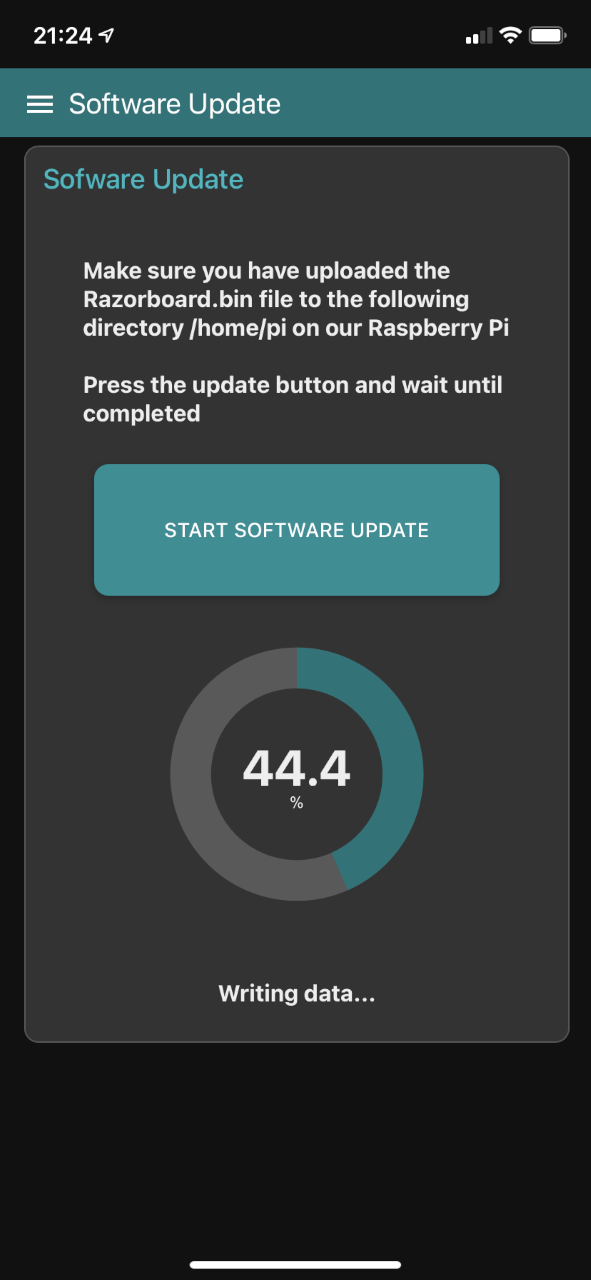 21:24
Software Update
Sofware Update
Make sure you have uploaded the
Razorboard.bin file to the following
directory /home/pi on our Raspberry Pi
Press the update button and wait until
completed
START SOFTWARE UPDATE
44.4
%
Writing data...